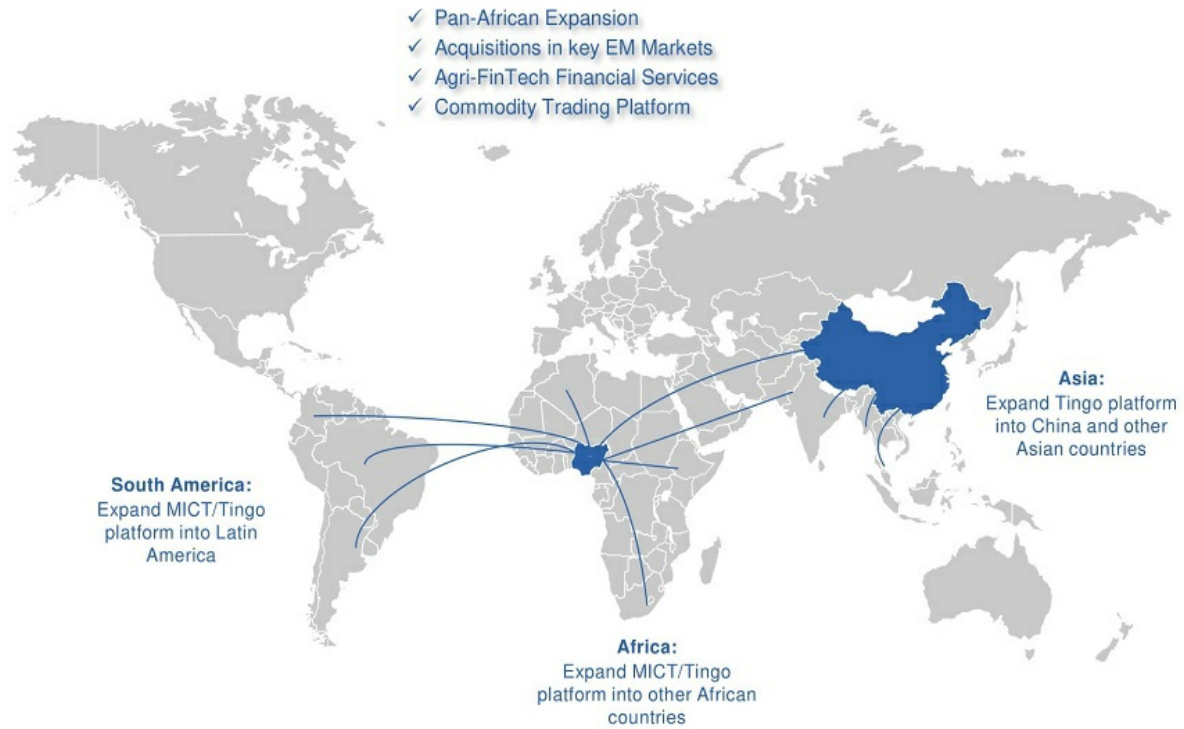 ✓ Pan-African Expansion
✓ Acquisitions in key EM Markets
✓ Agri-FinTech Financial Services
✓ Commodity Trading Platform
Asia:
Expand Tingo platform
into China and other
Asian countries
South America:
Expand MICT/Tingo
platform into Latin
America
Africa:
Expand MICT/Tingo
platform into other African
countries